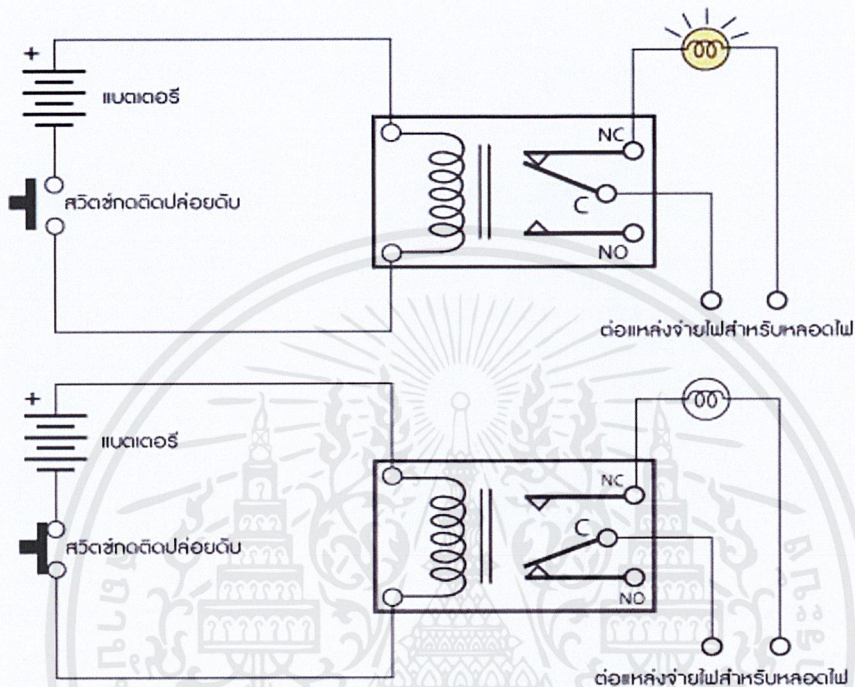 +
แบตเตอรี
สวิตช์กดติดปล่อยดับ
NC
C
NO
ต่อแหล่งจ่ายไฟสำหรับหลอดไฟ
+
แบตเตอรี
สวิตช์กดติดปล่อยดับ
NC
C
NO
ต่อแหล่งจ่ายไฟสำหรับหลอดไฟ